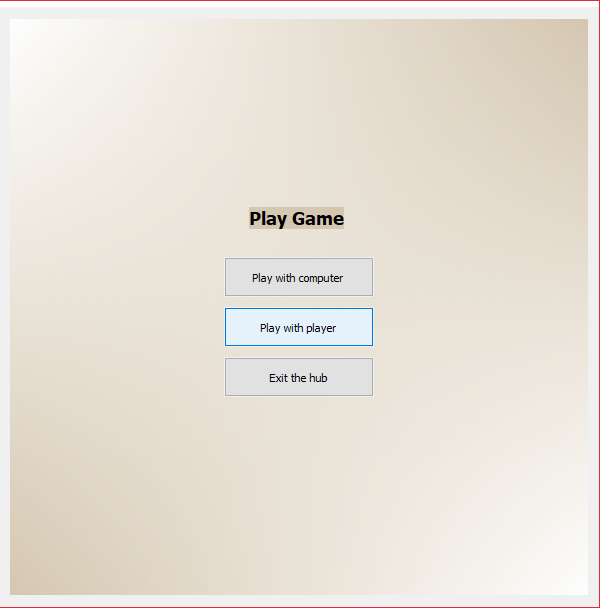 Play Game
Play with computer
Play with player
Exit the hub